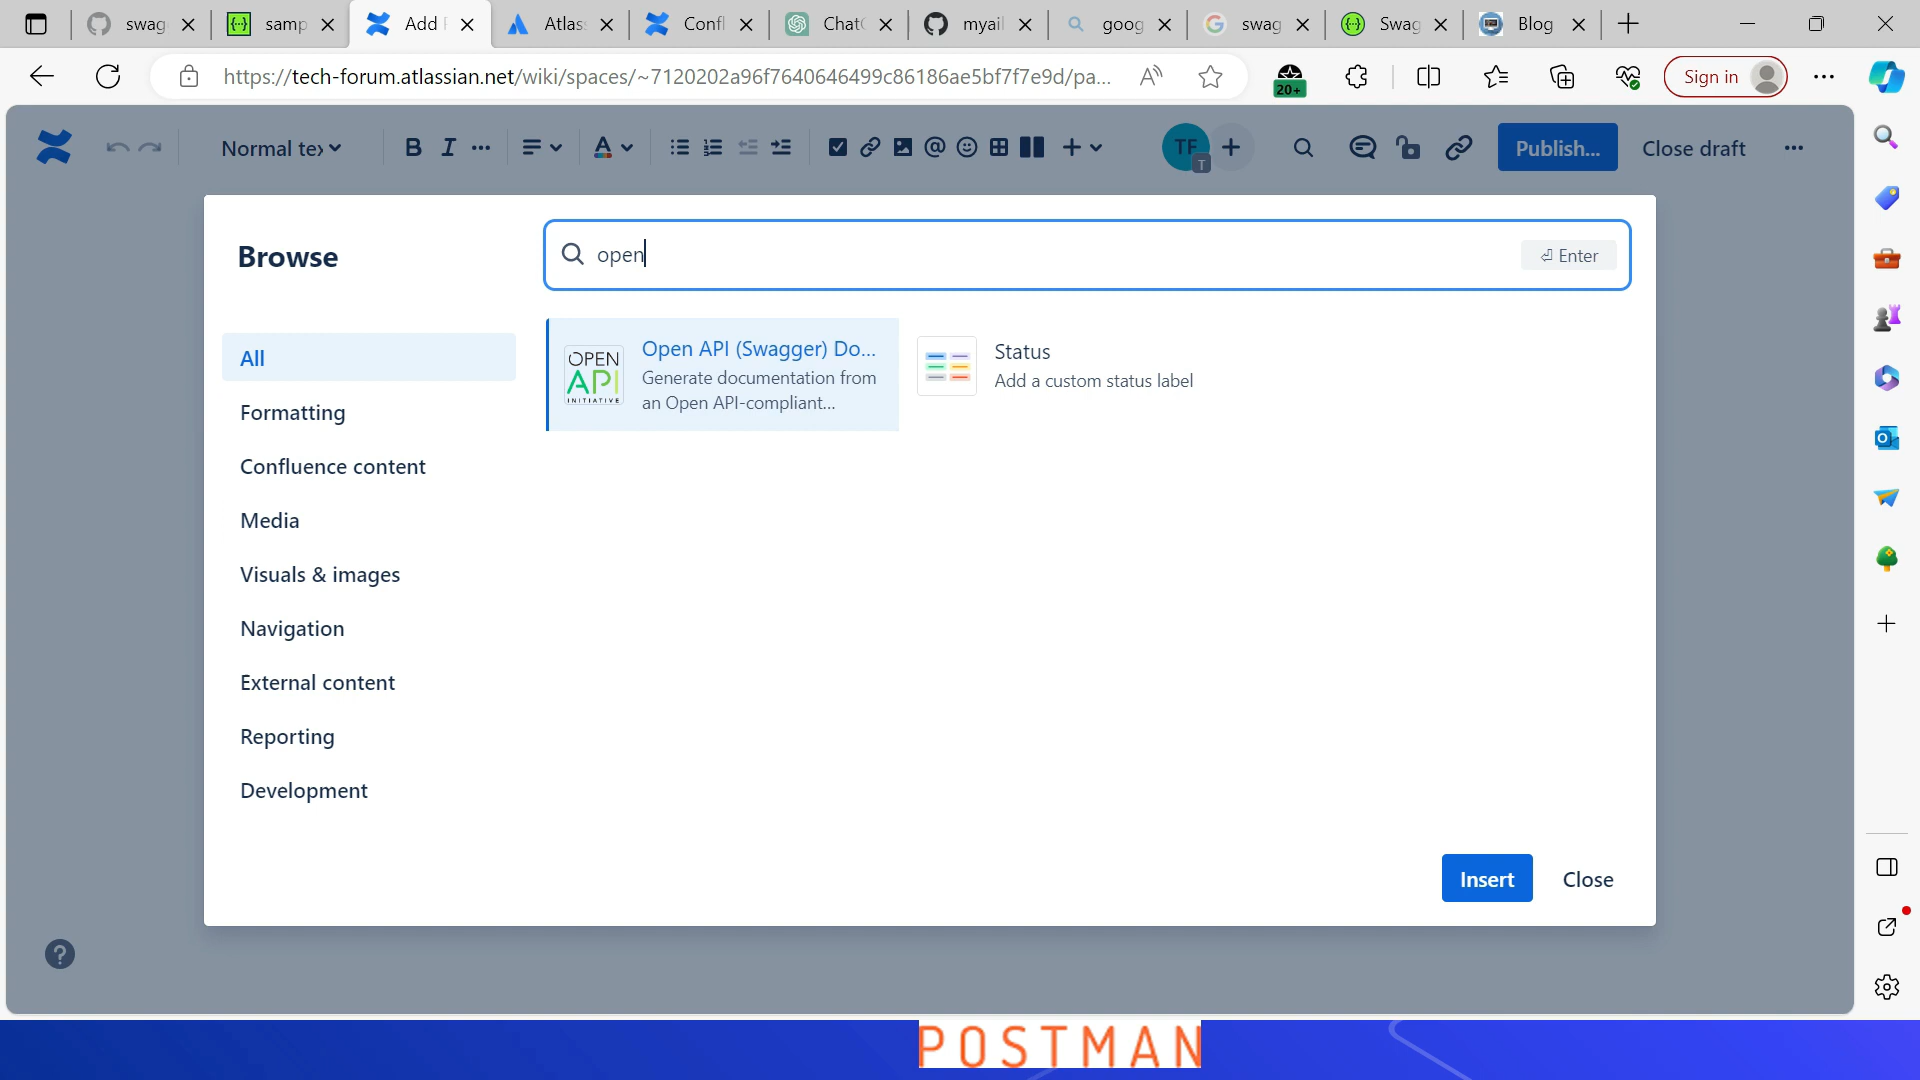 swag
samp
Add
Atlas
Confl
Chat
myail
goog
swag
Swag
Blog
https://tech-forum.atlassian.net/wiki/spaces/~7120202a96f7640646499c86186ae5bf7f7e9d/pa...
20+
Sign in
Normal tex
B I
A
TF
T
Publish...
Close draft
Browse
open
Enter
All
Formatting
Confluence content
Media
Visuals & images
Navigation
External content
Reporting
Development
OPEN
API
INITIATIVE
Open API (Swagger) Do...
Generate documentation from
an Open API-compliant...
Status
Add a custom status label
Insert
Close
POSTMAN